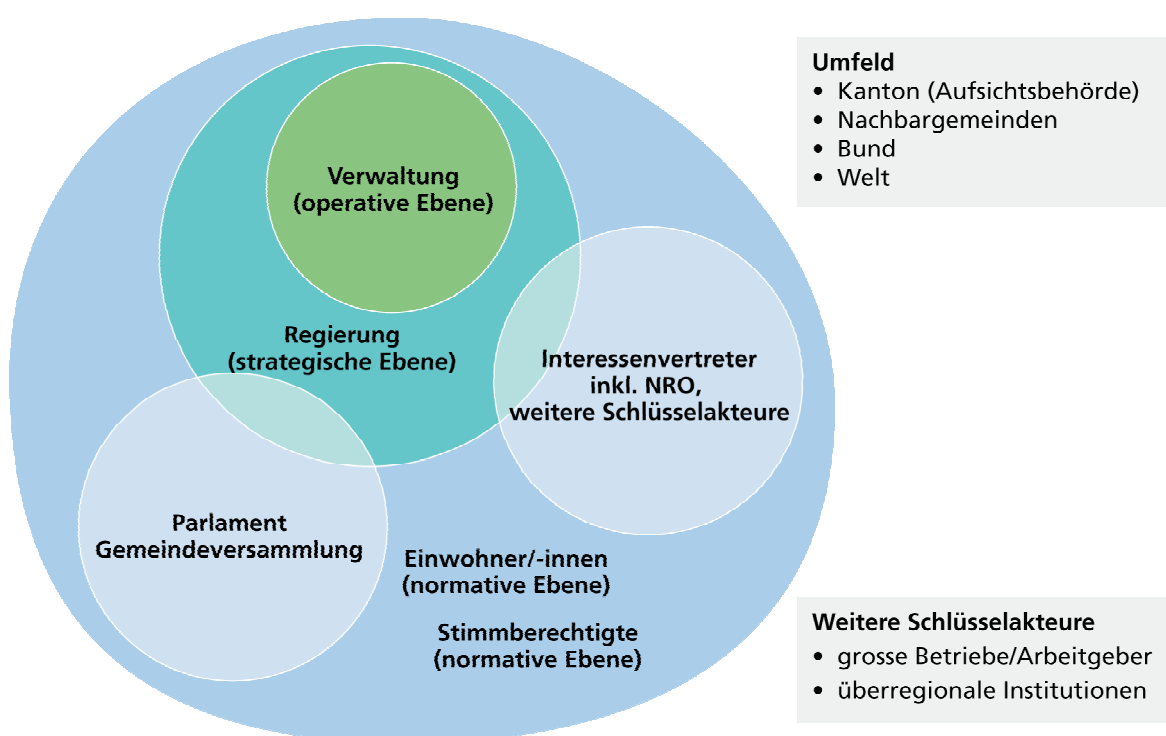 Verwaltung
(operative Ebene)
Regierung
(strategische Ebene)
Interessenvertreter
inkl. NRO,
weitere Schlüsselakteure
Parlament
Gemeindeversammlung
Einwohner/-innen
(normative Ebene)
Stimmberechtigte
(normative Ebene)
Umfeld
• Kanton (Aufsichtsbehörde)
• Nachbargemeinden
• Bund
• Welt
Weitere Schlüsselakteure
• grosse Betriebe/Arbeitgeber
• überregionale Institutionen